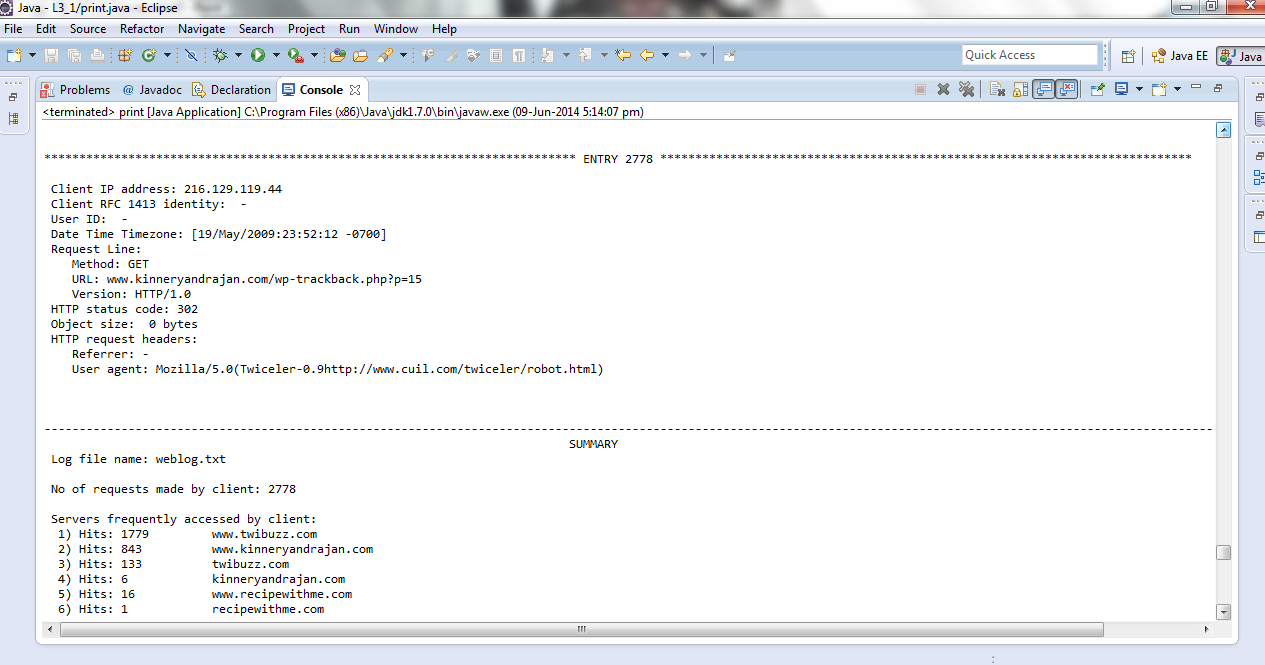 Java - L3_1/print.java - Eclipse
File Edit Source Refactor Navigate Search Project Run Window Help
Quick Access Java EE Java
Problems @ Javadoc Declaration Console
<terminated> print [Java Application] C:\Program Files (x86)\Java\jdk1.7.0\bin\javaw.exe (09-Jun-2014 5:14:07 pm)
**************************************************************************** ENTRY 2778 ****************************************************************************
Client IP address: 216.129.119.44
Client RFC 1413 identity:  -
User ID:  -
Date Time Timezone: [19/May/2009:23:52:12 -0700]
Request Line:
Method: GET
URL: www.kinneryandrajan.com/wp-trackback.php?p=15
Version: HTTP/1.0
HTTP status code: 302
Object size:  0 bytes
HTTP request headers:
Referrer: -
User agent: Mozilla/5.0(Twiceler-0.9http://www.cuil.com/twiceler/robot.html)
-----------------------------------------------------------------------------------------------------------------------------------------------------------------------
SUMMARY
Log file name: weblog.txt
No of requests made by client: 2778
Servers frequently accessed by client:
1) Hits: 1779 www.twibuzz.com
2) Hits: 843 www.kinneryandrajan.com
3) Hits: 133 twibuzz.com
4) Hits: 6 kinneryandrajan.com
5) Hits: 16 www.recipewithme.com
6) Hits: 1 recipewithme.com